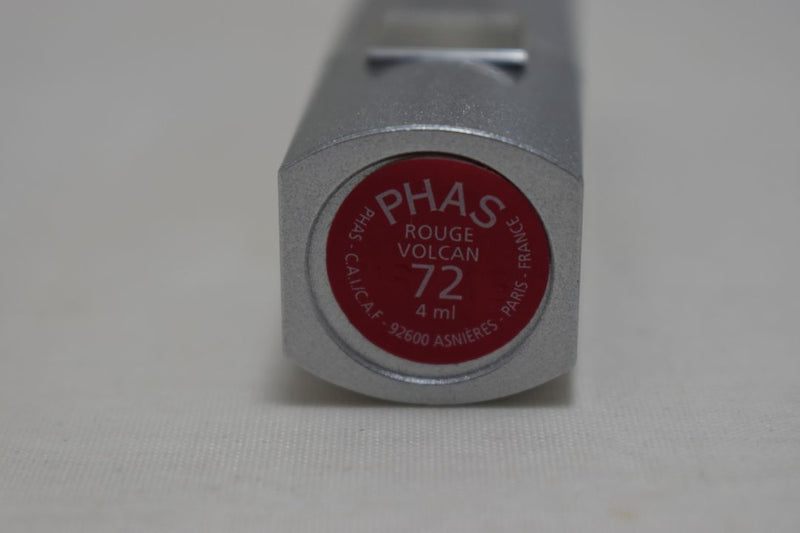 PHAS
ROUGE
VOLCAN
72
4 ml
PHAS - C.A.I./C.A.F - 92600 ASNIÈRES - PARIS - FRANCE